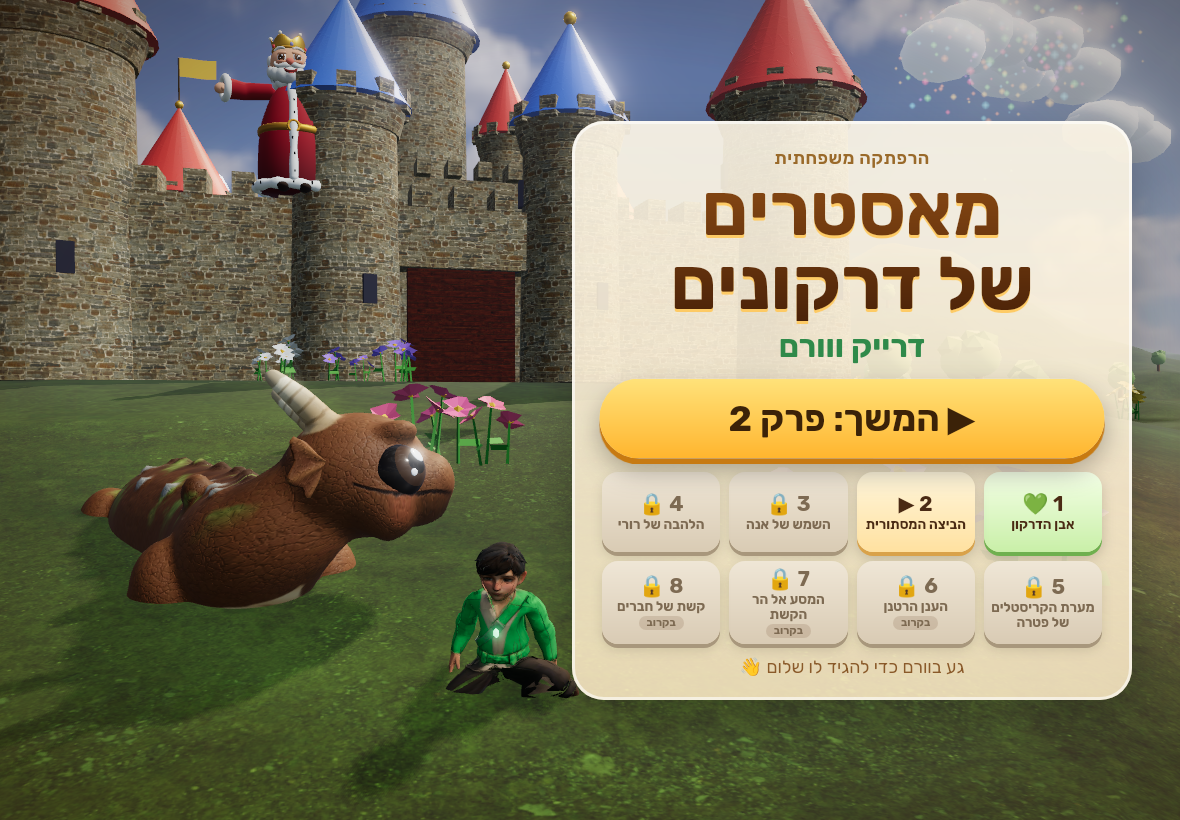 הרפתקה משפחתית
מאסטרים
של דרקונים
דרייק ווורם
▶ המשך: פרק 2
1 💚
אבן הדרקון
2 ▶
הביצה המסתורית
3 🔒
השמש של אנה
4 🔒
הלהבה של רורי
5 🔒
מערת הקריסטלים
של פטרה
6 🔒
הענן הרטגן
בקרוב
7 🔒
המסע אל הר
הקשת
בקרוב
8 🔒
קשת של חברים
בקרוב
געו בוורם כדי להגיד לו שלום 👋